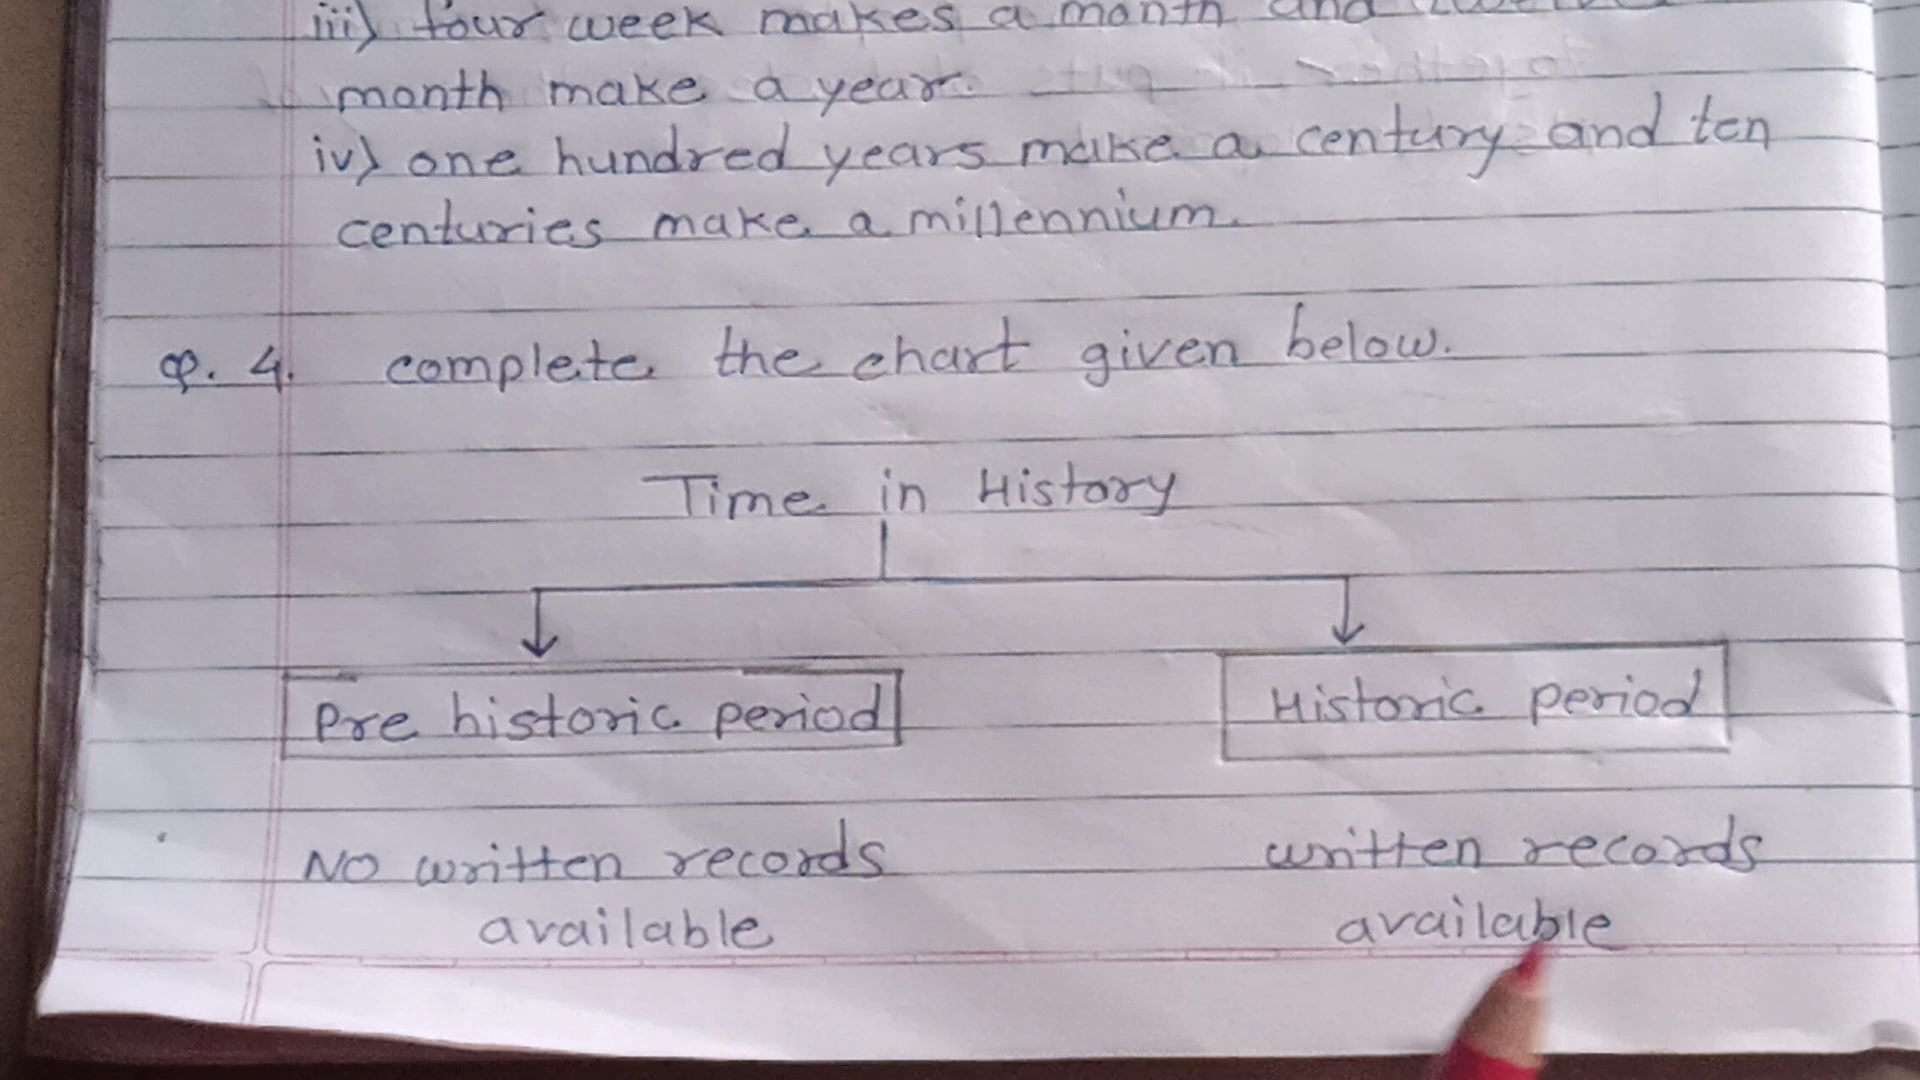 iii) four week makes a month and
month make a year.
iv) one hundred years make a century and ten
centuries make a millennium.
Q. 4. complete the chart given below.
Time in History
Pre historic period Historic period
No written records written records
available available